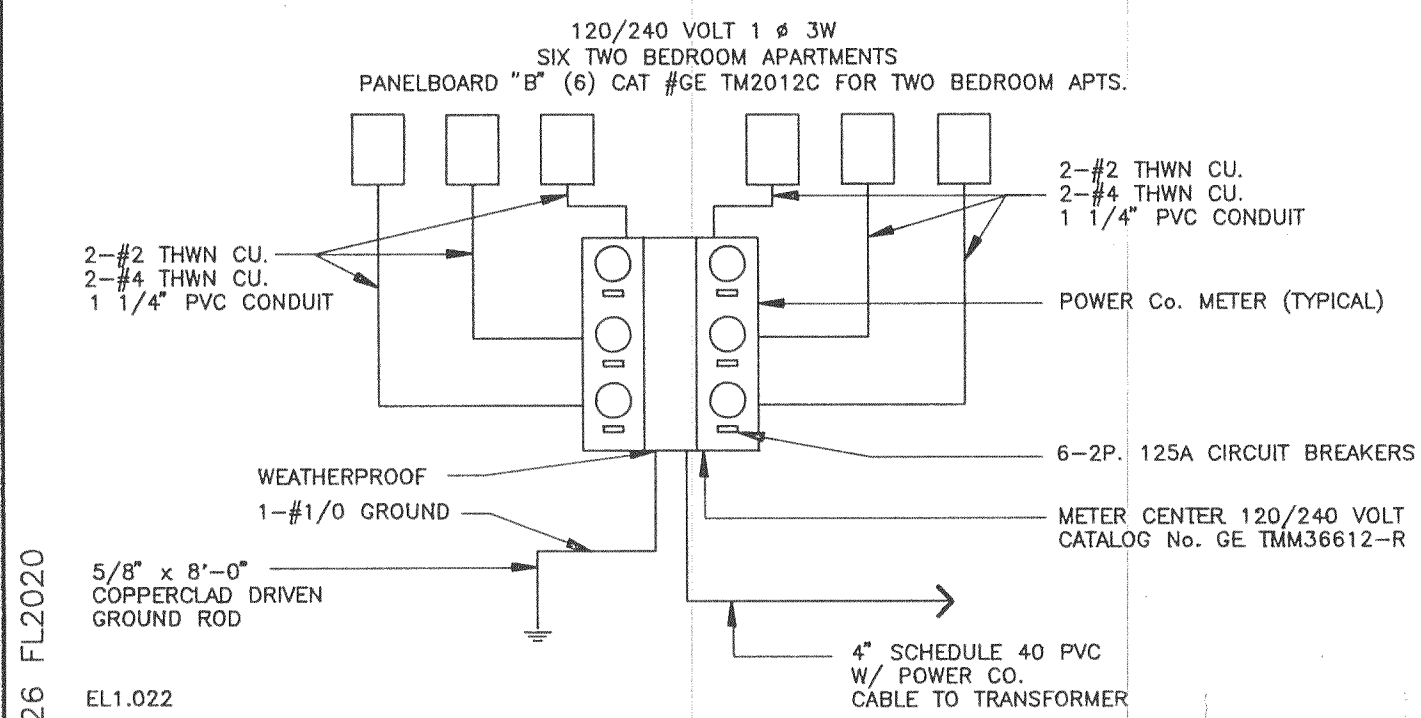 120/240 VOLT 1 ø 3W
SIX TWO BEDROOM APARTMENTS
PANELBOARD "B" (6) CAT #GE TM2012C FOR TWO BEDROOM APTS.
2-#2 THWN CU.
2-#4 THWN CU.
1 1/4" PVC CONDUIT
2-#2 THWN CU.
2-#4 THWN CU.
1 1/4" PVC CONDUIT
POWER Co. METER (TYPICAL)
6-2P. 125A CIRCUIT BREAKERS
WEATHERPROOF
1-#1/0 GROUND
METER CENTER 120/240 VOLT
CATALOG No. GE TMM36612-R
5/8" x 8'-0"
COPPERCLAD DRIVEN
GROUND ROD
4" SCHEDULE 40 PVC
W/ POWER CO.
CABLE TO TRANSFORMER
EL1.022
26 FL2020